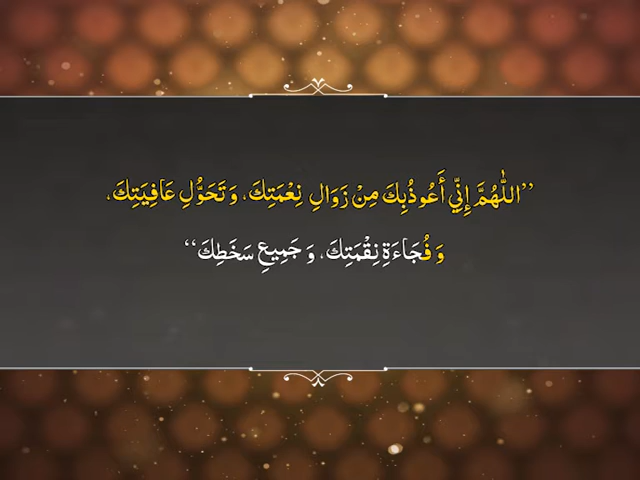 ”اللّٰهُمَّ إِنِّي أَعُوذُبِكَ مِنْ زَوَالِ نِعْمَتِكَ، وَ تَحَوُّلِ عَافِيَتِكَ،
وَ فُجَاءَةِ نِقْمَتِكَ، وَ جَمِيعِ سَخَطِكَ“